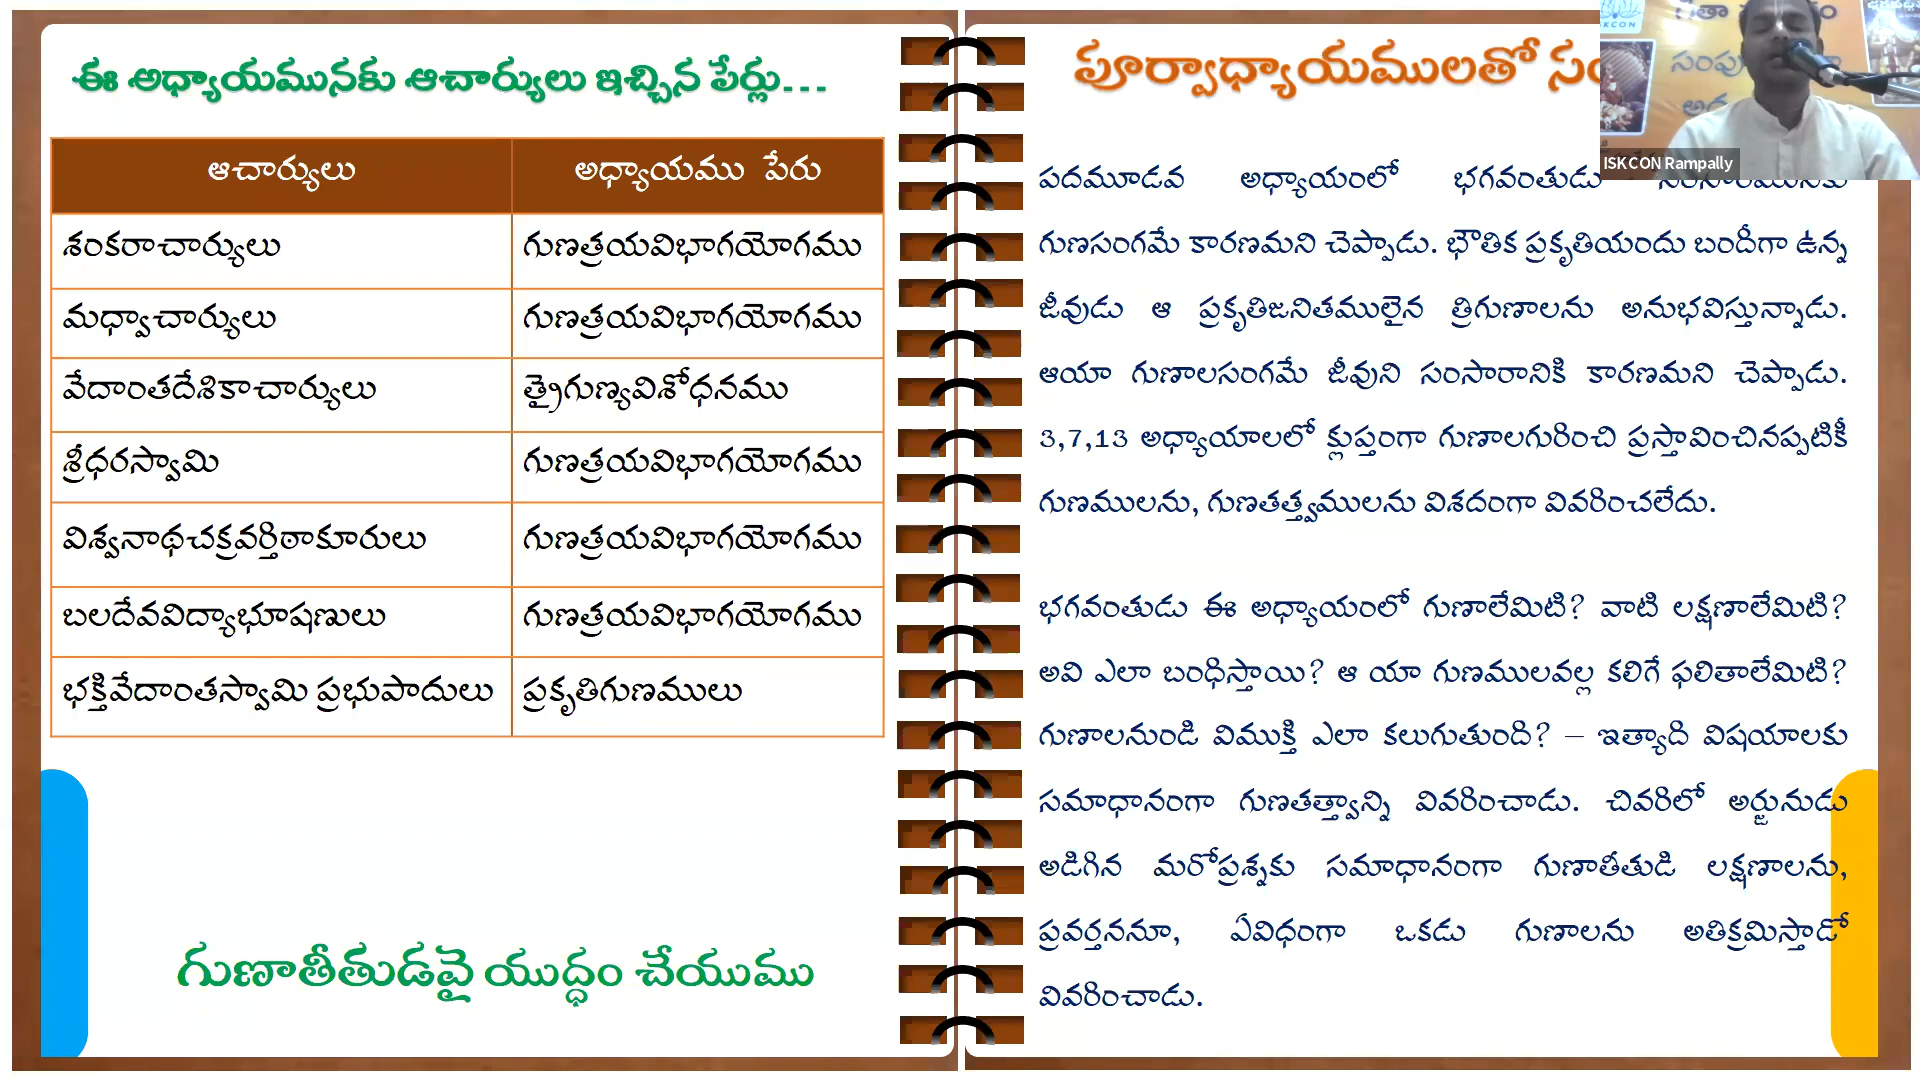 ఈ అధ్యాయమునకు ఆచార్యులు ఇచ్చిన పేర్లు...
ఆచార్యులు అధ్యాయము పేరు
శంకరాచార్యులు గుణత్రయవిభాగయోగము
మధ్వాచార్యులు గుణత్రయవిభాగయోగము
వేదాంతదేశికాచార్యులు త్రైగుణ్యవిశోధనము
శ్రీధరస్వామి గుణత్రయవిభాగయోగము
విశ్వనాథచక్రవర్తిఠాకూరులు గుణత్రయవిభాగయోగము
బలదేవవిద్యాభూషణులు గుణత్రయవిభాగయోగము
భక్తివేదాంతస్వామి ప్రభుపాదులు ప్రకృతిగుణములు
గుణాతీతుడవై యుద్ధం చేయుము
పూర్వాధ్యాయములతో
ISKCON Rampally
పదమూడవ అధ్యాయంలో భగవంతుడు
గుణసంగమే కారణమని చెప్పాడు. భౌతిక ప్రకృతియందు బందీగా ఉన్న
జీవుడు ఆ ప్రకృతిజనితములైన త్రిగుణాలను అనుభవిస్తున్నాడు.
ఆయా గుణాలసంగమే జీవుని సంసారానికి కారణమని చెప్పాడు.
3,7,13 అధ్యాయాలలో క్లుప్తంగా గుణాలగురించి ప్రస్తావించినప్పటికీ
గుణములను, గుణతత్త్వములను విశదంగా వివరించలేదు.
భగవంతుడు ఈ అధ్యాయంలో గుణాలేమిటి? వాటి లక్షణాలేమిటి?
అవి ఎలా బంధిస్తాయి? ఆ యా గుణములవల్ల కలిగే ఫలితాలేమిటి?
గుణాలనుండి విముక్తి ఎలా కలుగుతుంది? – ఇత్యాది విషయాలకు
సమాధానంగా గుణతత్త్వాన్ని వివరించాడు. చివరిలో అర్జునుడు
అడిగిన మరోప్రశ్నకు సమాధానంగా గుణాతీతుడి లక్షణాలను,
ప్రవర్తననూ, ఏవిధంగా ఒకడు గుణాలను అతిక్రమిస్తాడో
వివరించాడు.